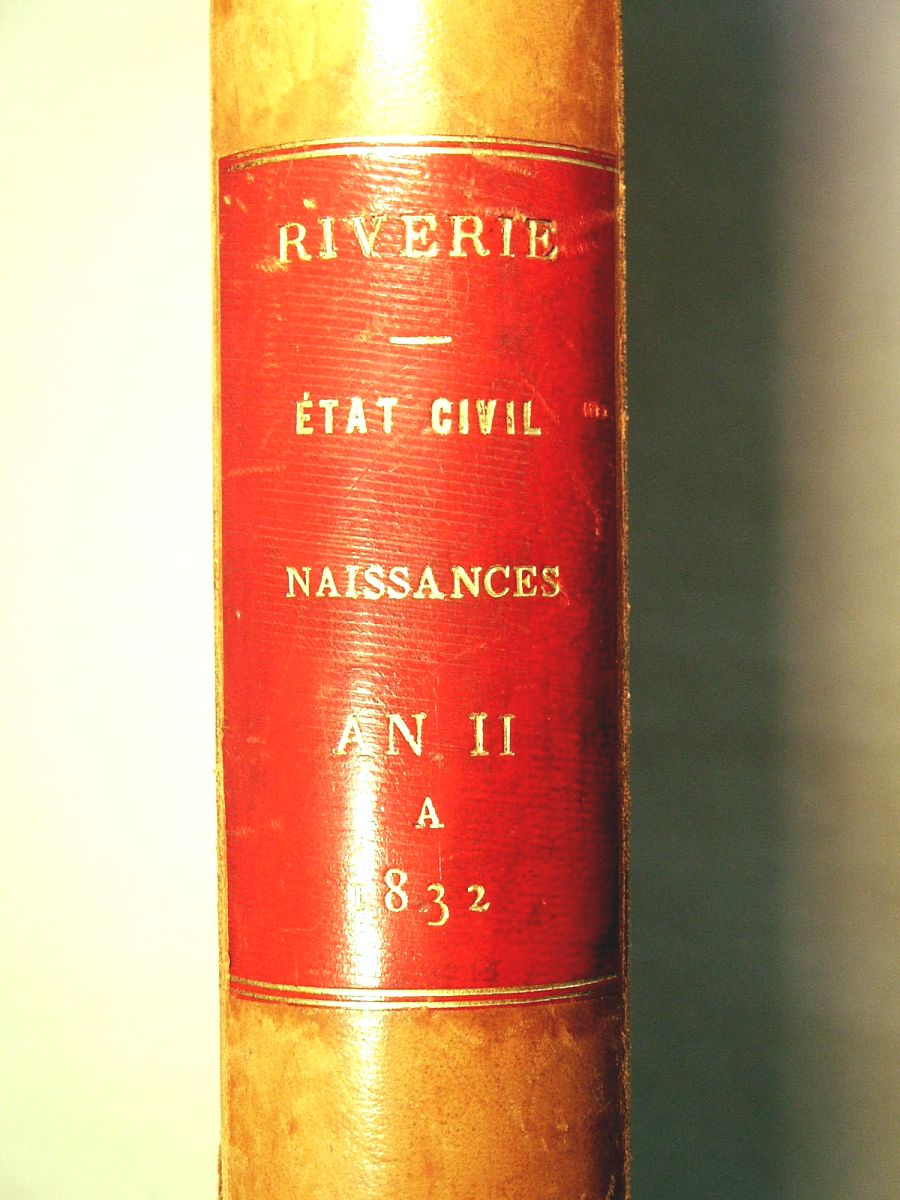 RIVERIE
ÉTAT CIVIL
NAISSANCES
AN II
A
1832